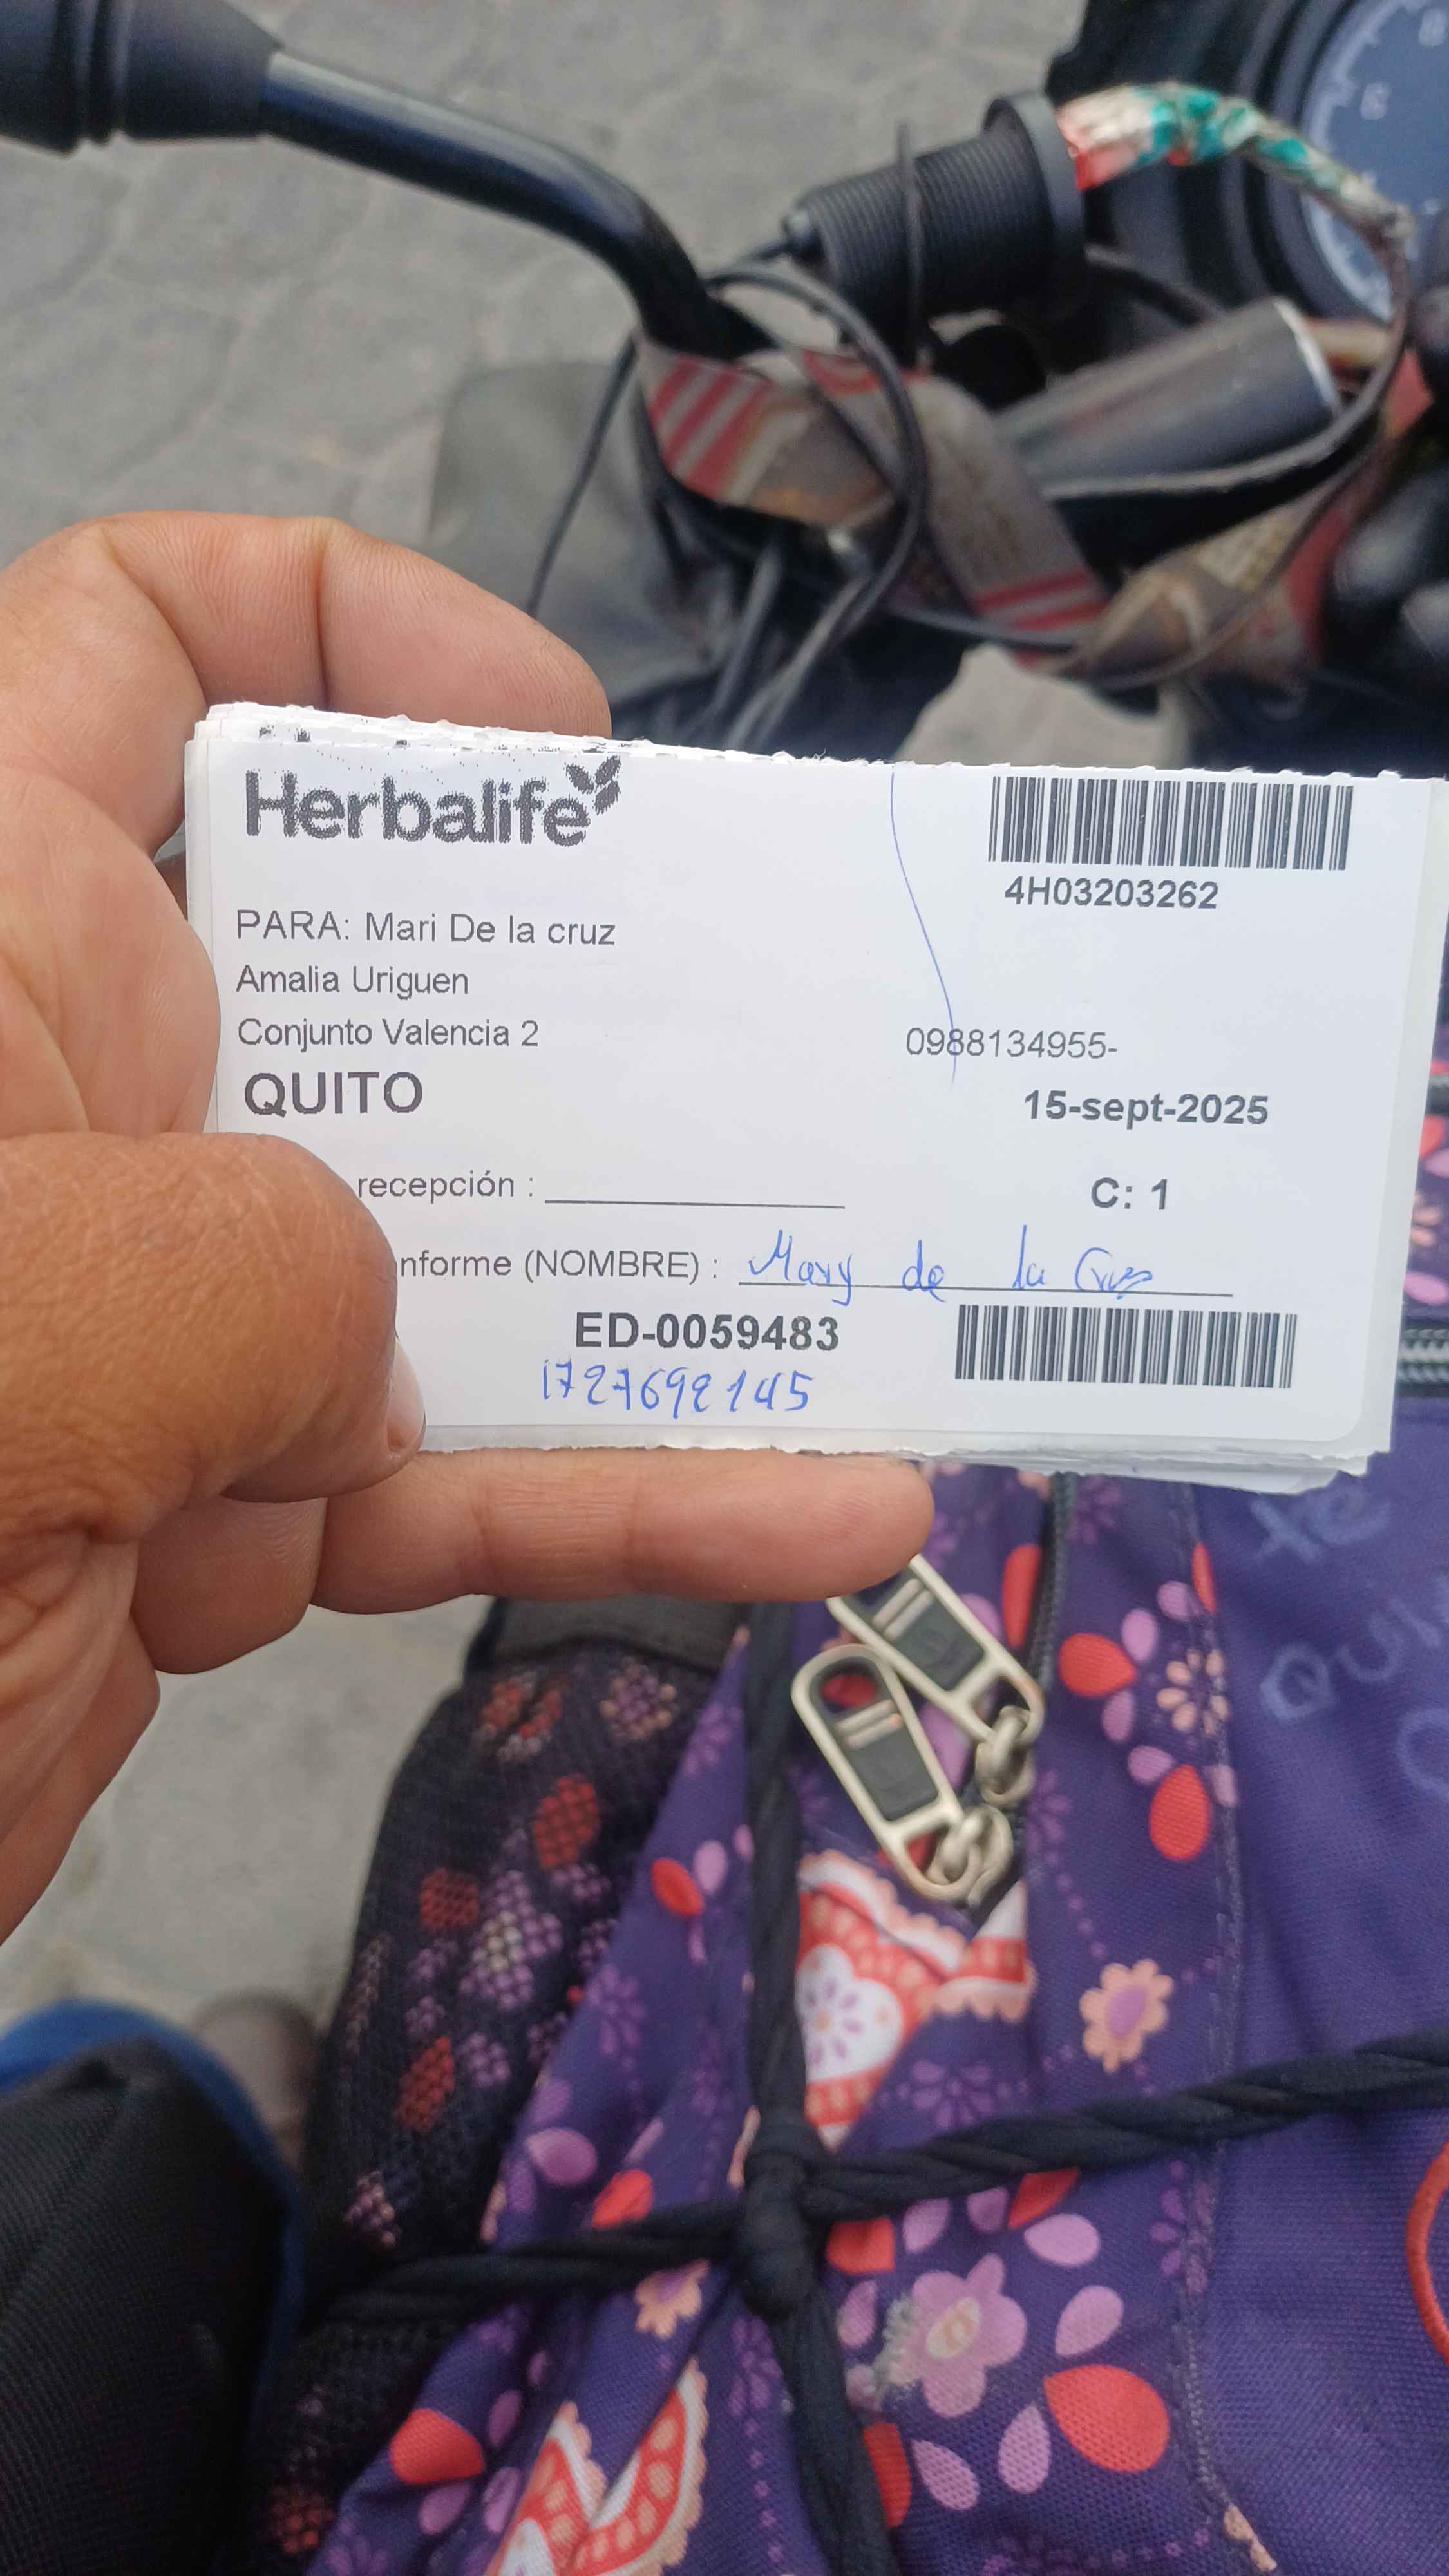 Herbalife
4H03203262
PARA: Mari De la cruz
Amalia Uriguen
Conjunto Valencia 2
0988134955-
QUITO
15-sept-2025
recepción :
C: 1
nforme (NOMBRE) : Mary de la Cruz
ED-0059483
1727692145
te